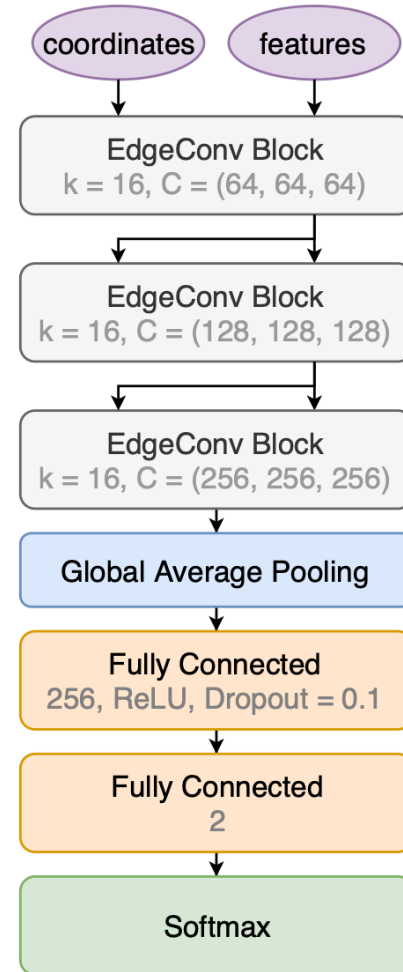 coordinates features
EdgeConv Block
k = 16, C = (64, 64, 64)
EdgeConv Block
k = 16, C = (128, 128, 128)
EdgeConv Block
k = 16, C = (256, 256, 256)
Global Average Pooling
Fully Connected
256, ReLU, Dropout = 0.1
Fully Connected
2
Softmax